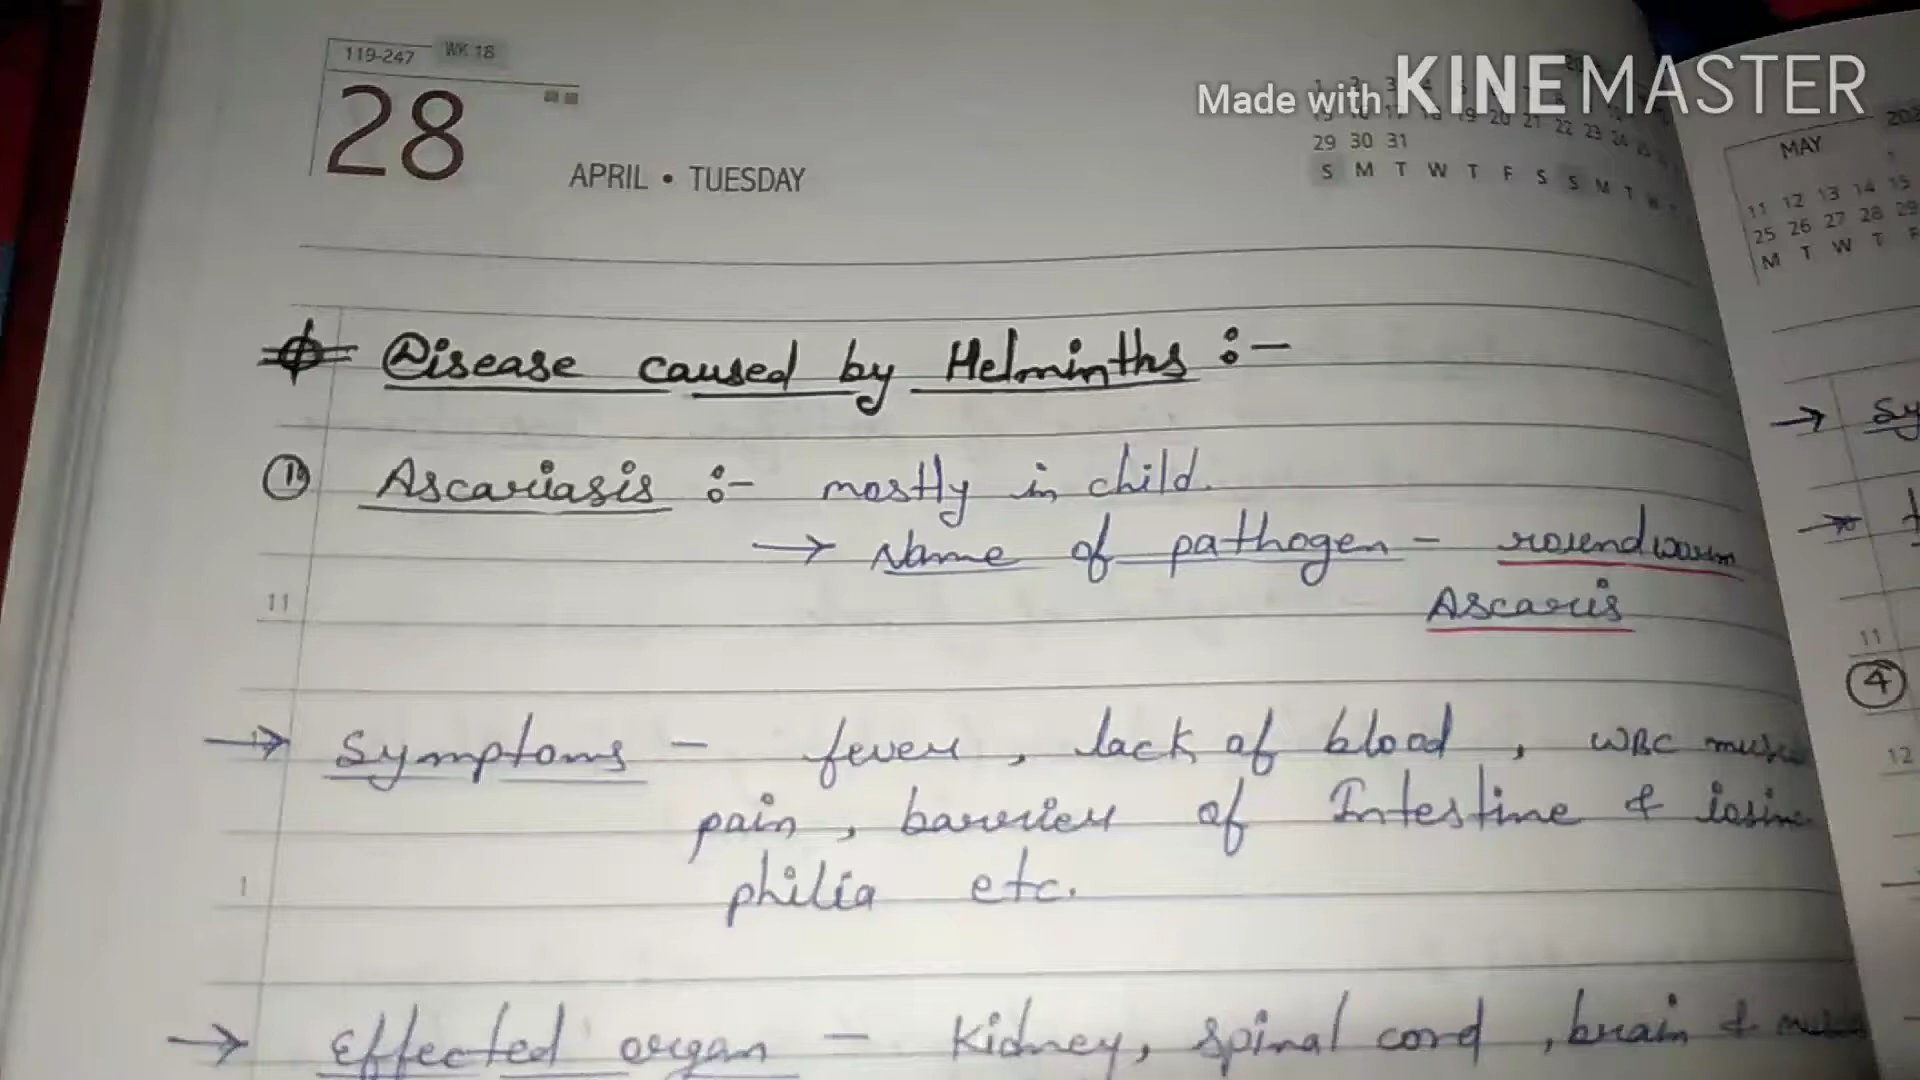 Made with KINEMASTER
119-247 WK 18
28
APRIL • TUESDAY
29 30 31
S M T W T F S S M T W
MAY
11 12 13 14 15
25 26 27 28 29
M T W T F
Disease caused by Helminths :-
① Ascariasis :- mostly in child.
→ Name of pathogen - roundworm
Ascaris
11
→ Symptoms - fever, lack of blood, WBC
pain, barrier of Intestine &
philia etc.
1
→ Effected organ - Kidney, spinal cord, brain &
→
→
11
④
12